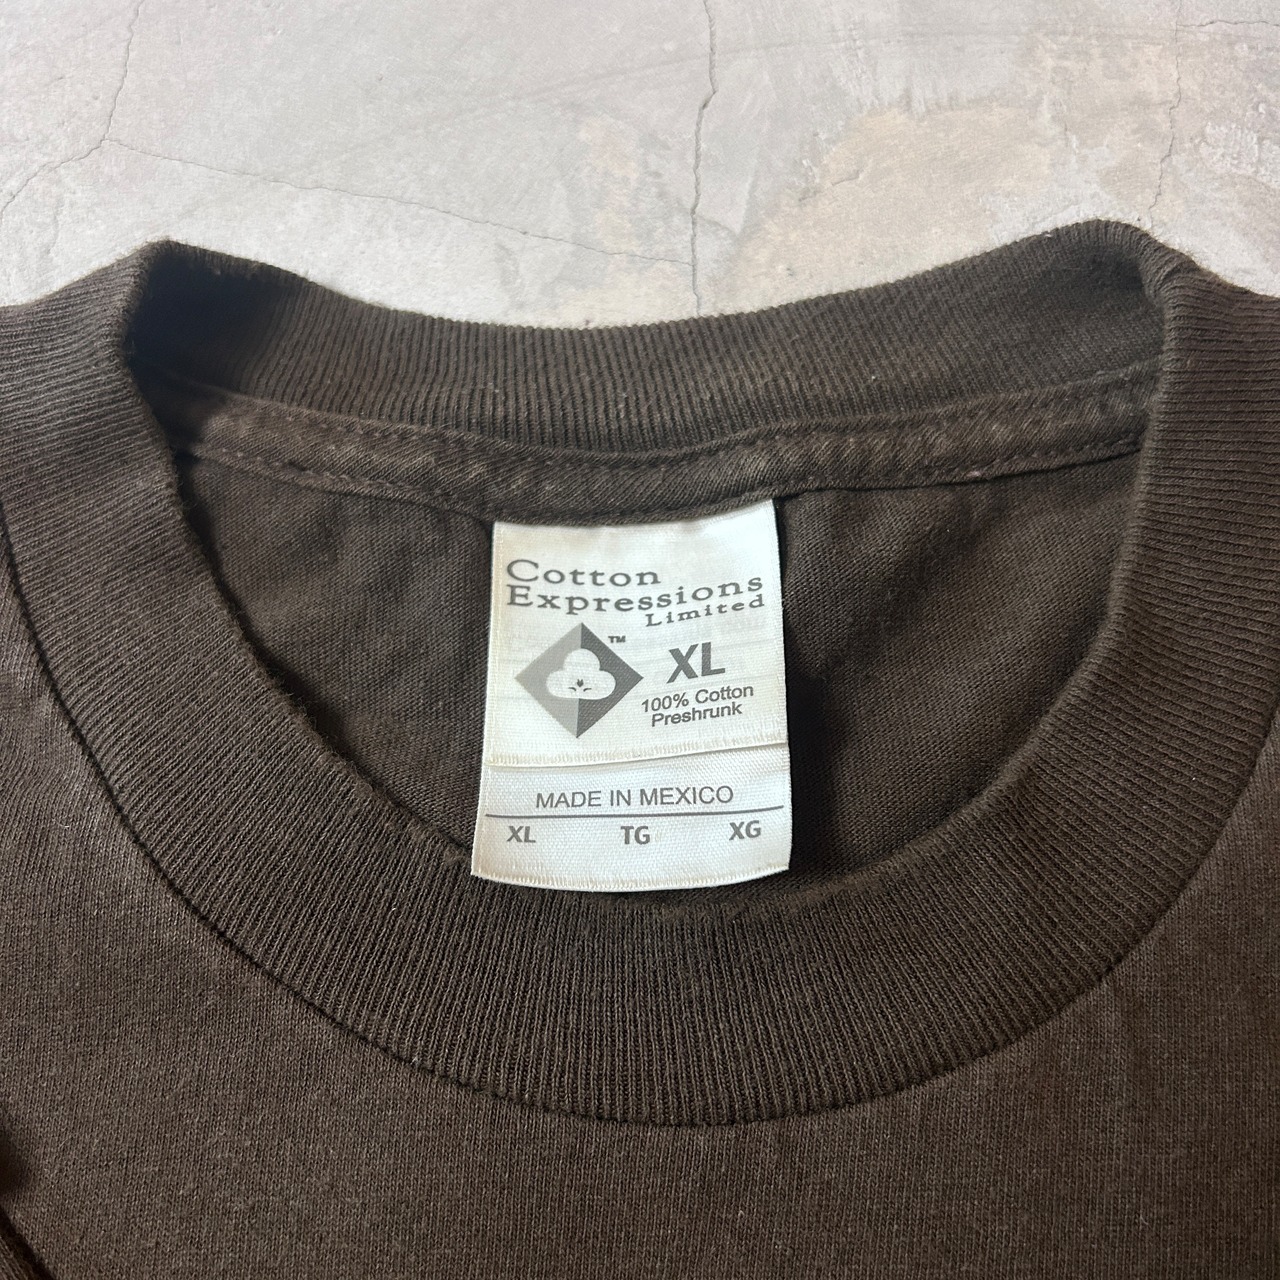 Cotton
Expressions
Limited
™
XL
100% Cotton
Preshrunk
MADE IN MEXICO
XL TG XG